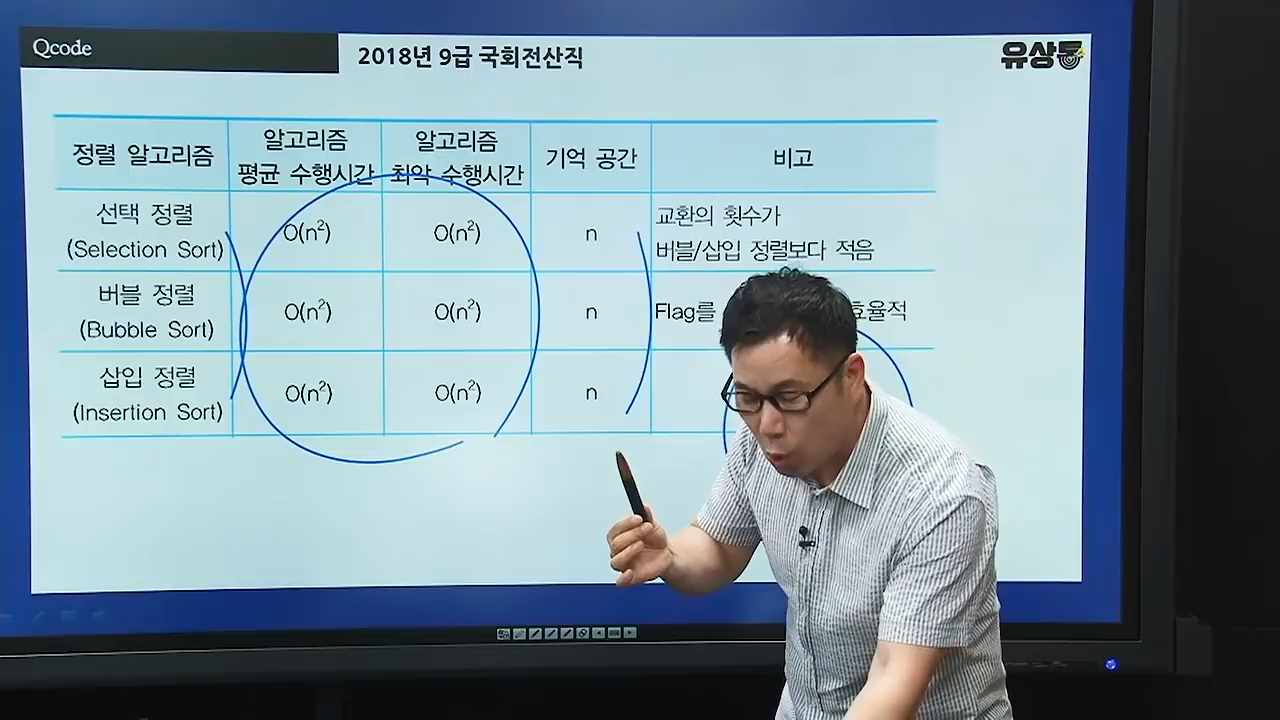 Qcode
2018년 9급 국회전산직
유상통
정렬 알고리즘
알고리즘
평균 수행시간
알고리즘
최악 수행시간
기억 공간
비고
선택 정렬
(Selection Sort)
O(n²)
O(n²)
n
교환의 횟수가
버블/삽입 정렬보다 적음
버블 정렬
(Bubble Sort)
O(n²)
O(n²)
n
Flag를
효율적
삽입 정렬
(Insertion Sort)
O(n²)
O(n²)
n